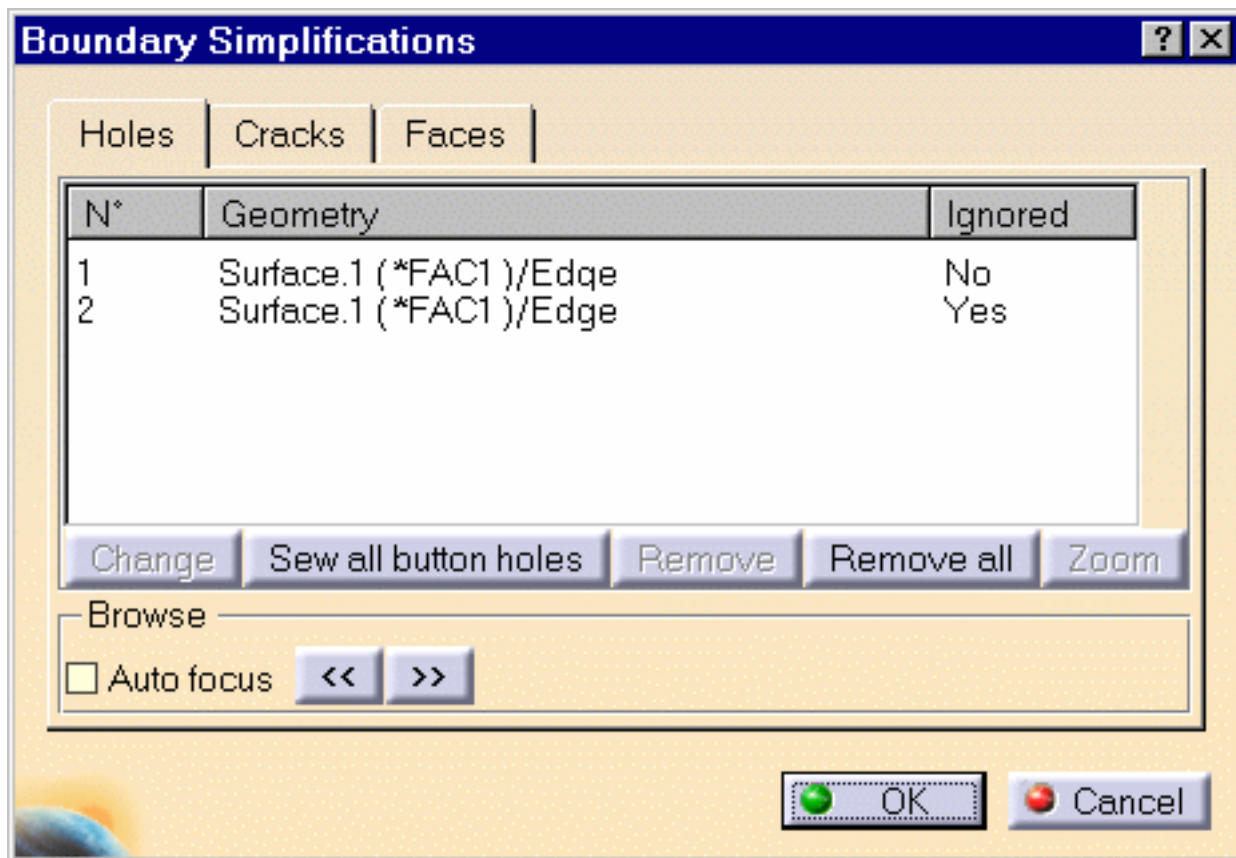 Boundary Simplifications ? X
Holes Cracks Faces
N° Geometry Ignored
1 Surface.1 ( *FAC1 )/Edge No
2 Surface.1 ( *FAC1 )/Edge Yes
Change Sew all button holes Remove Remove all Zoom
Browse
Auto focus << >>
OK Cancel